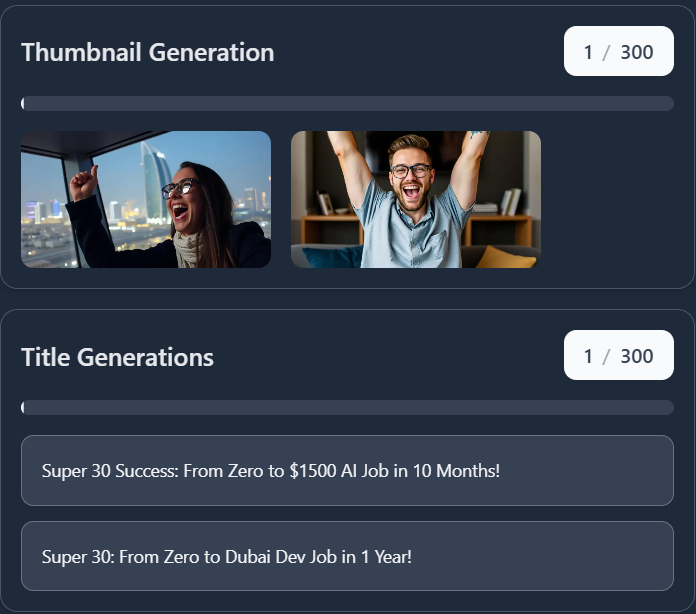 Thumbnail Generation
1 / 300
Title Generations
1 / 300
Super 30 Success: From Zero to $1500 AI Job in 10 Months!
Super 30: From Zero to Dubai Dev Job in 1 Year!